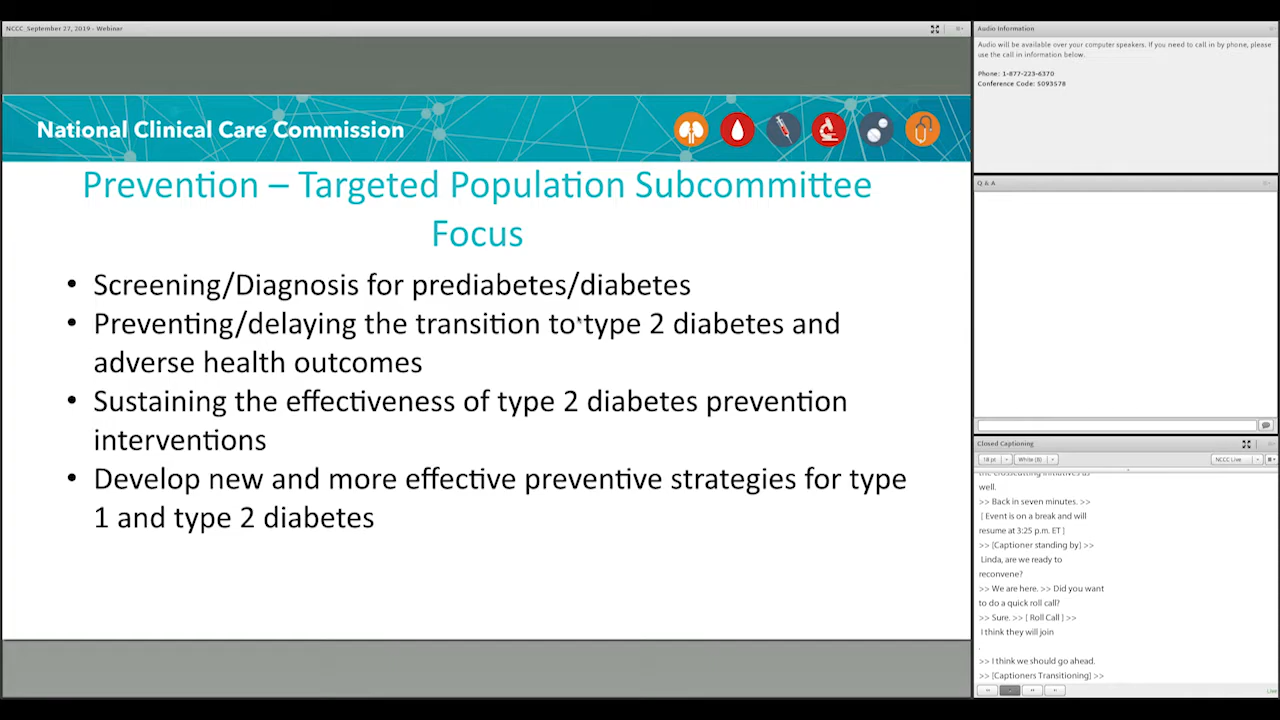 NCCC_September 27, 2019 - Webinar
National Clinical Care Commission
Prevention – Targeted Population Subcommittee
Focus
• Screening/Diagnosis for prediabetes/diabetes
• Preventing/delaying the transition to type 2 diabetes and
adverse health outcomes
• Sustaining the effectiveness of type 2 diabetes prevention
interventions
• Develop new and more effective preventive strategies for type
1 and type 2 diabetes
Audio Information
Audio will be available over your computer speakers. If you need to call in by phone, please
use the call in information below.
Phone: 1-877-223-6370
Conference Code: 5093578
Q & A
Closed Captioning
18 pt
White (B)
NCCC Live
well.
>> Back in seven minutes. >>
[ Event is on a break and will
resume at 3:25 p.m. ET ]
>> [Captioner standing by] >>
Linda, are we ready to
reconvene?
>> We are here. >> Did you want
to do a quick roll call?
>> Sure. >> [ Roll Call ] >>
I think they will join
.
>> I think we should go ahead.
>> [Captioners Transitioning] >>
Live